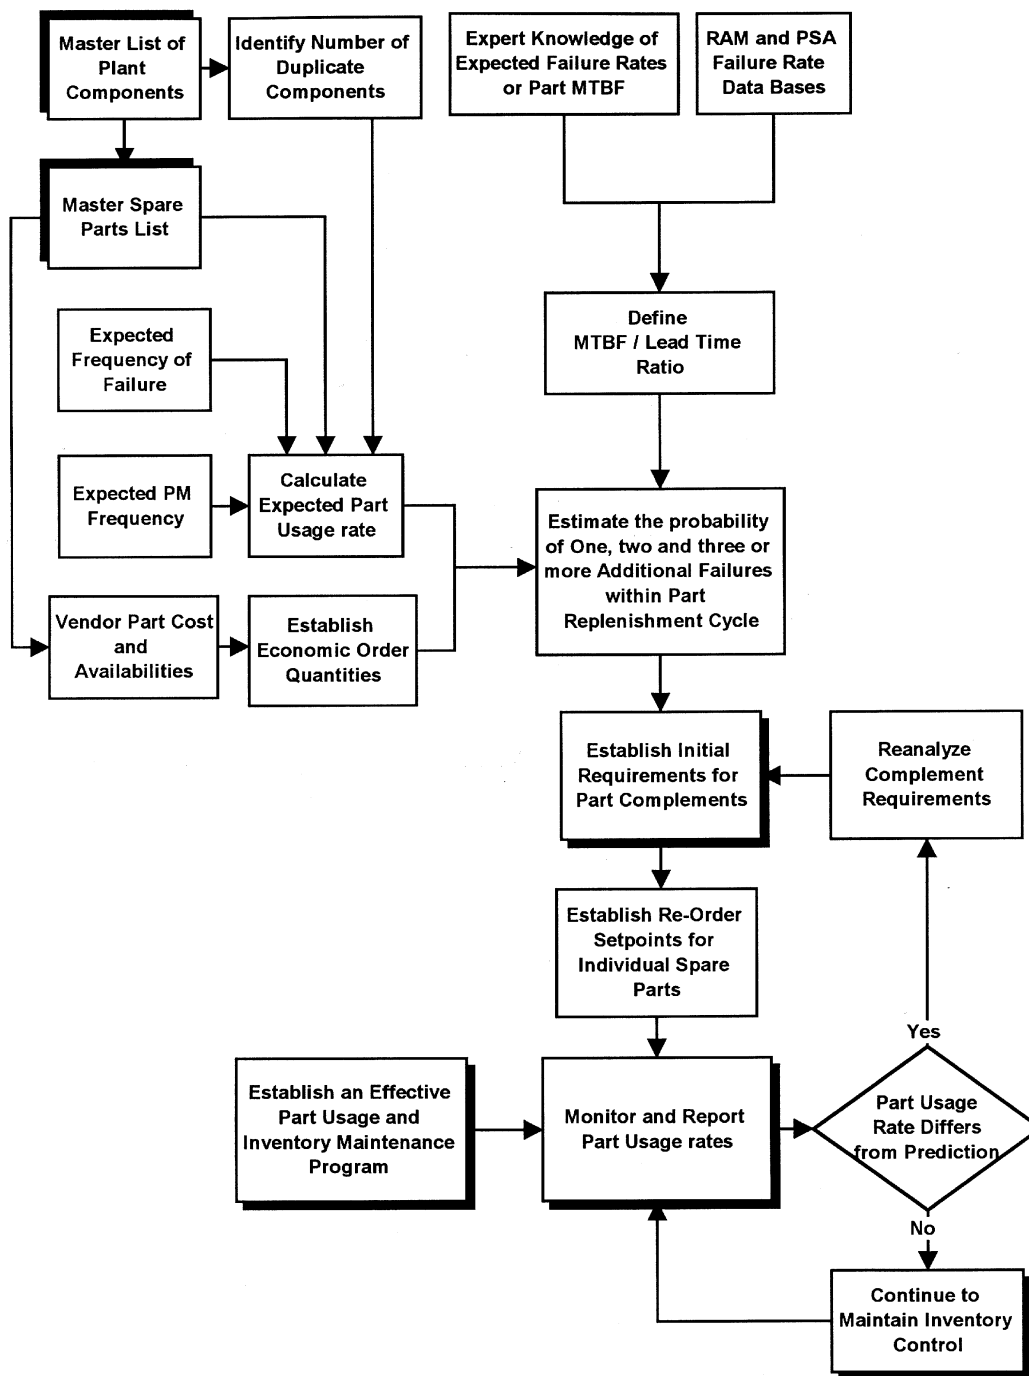 Master List of
Plant
Components
Identify Number of
Duplicate
Components
Expert Knowledge of
Expected Failure Rates
or Part MTBF
RAM and PSA
Failure Rate
Data Bases
Master Spare
Parts List
Define
MTBF / Lead Time
Ratio
Expected
Frequency of
Failure
Expected PM
Frequency
Calculate
Expected Part
Usage rate
Estimate the probability
of One, two and three or
more Additional Failures
within Part
Replenishment Cycle
Vendor Part Cost
and
Availabilities
Establish
Economic Order
Quantities
Establish Initial
Requirements for
Part Complements
Reanalyze
Complement
Requirements
Establish Re-Order
Setpoints for
Individual Spare
Parts
Yes
Establish an Effective
Part Usage and
Inventory Maintenance
Program
Monitor and Report
Part Usage rates
Part Usage
Rate Differs
from Prediction
No
Continue to
Maintain Inventory
Control